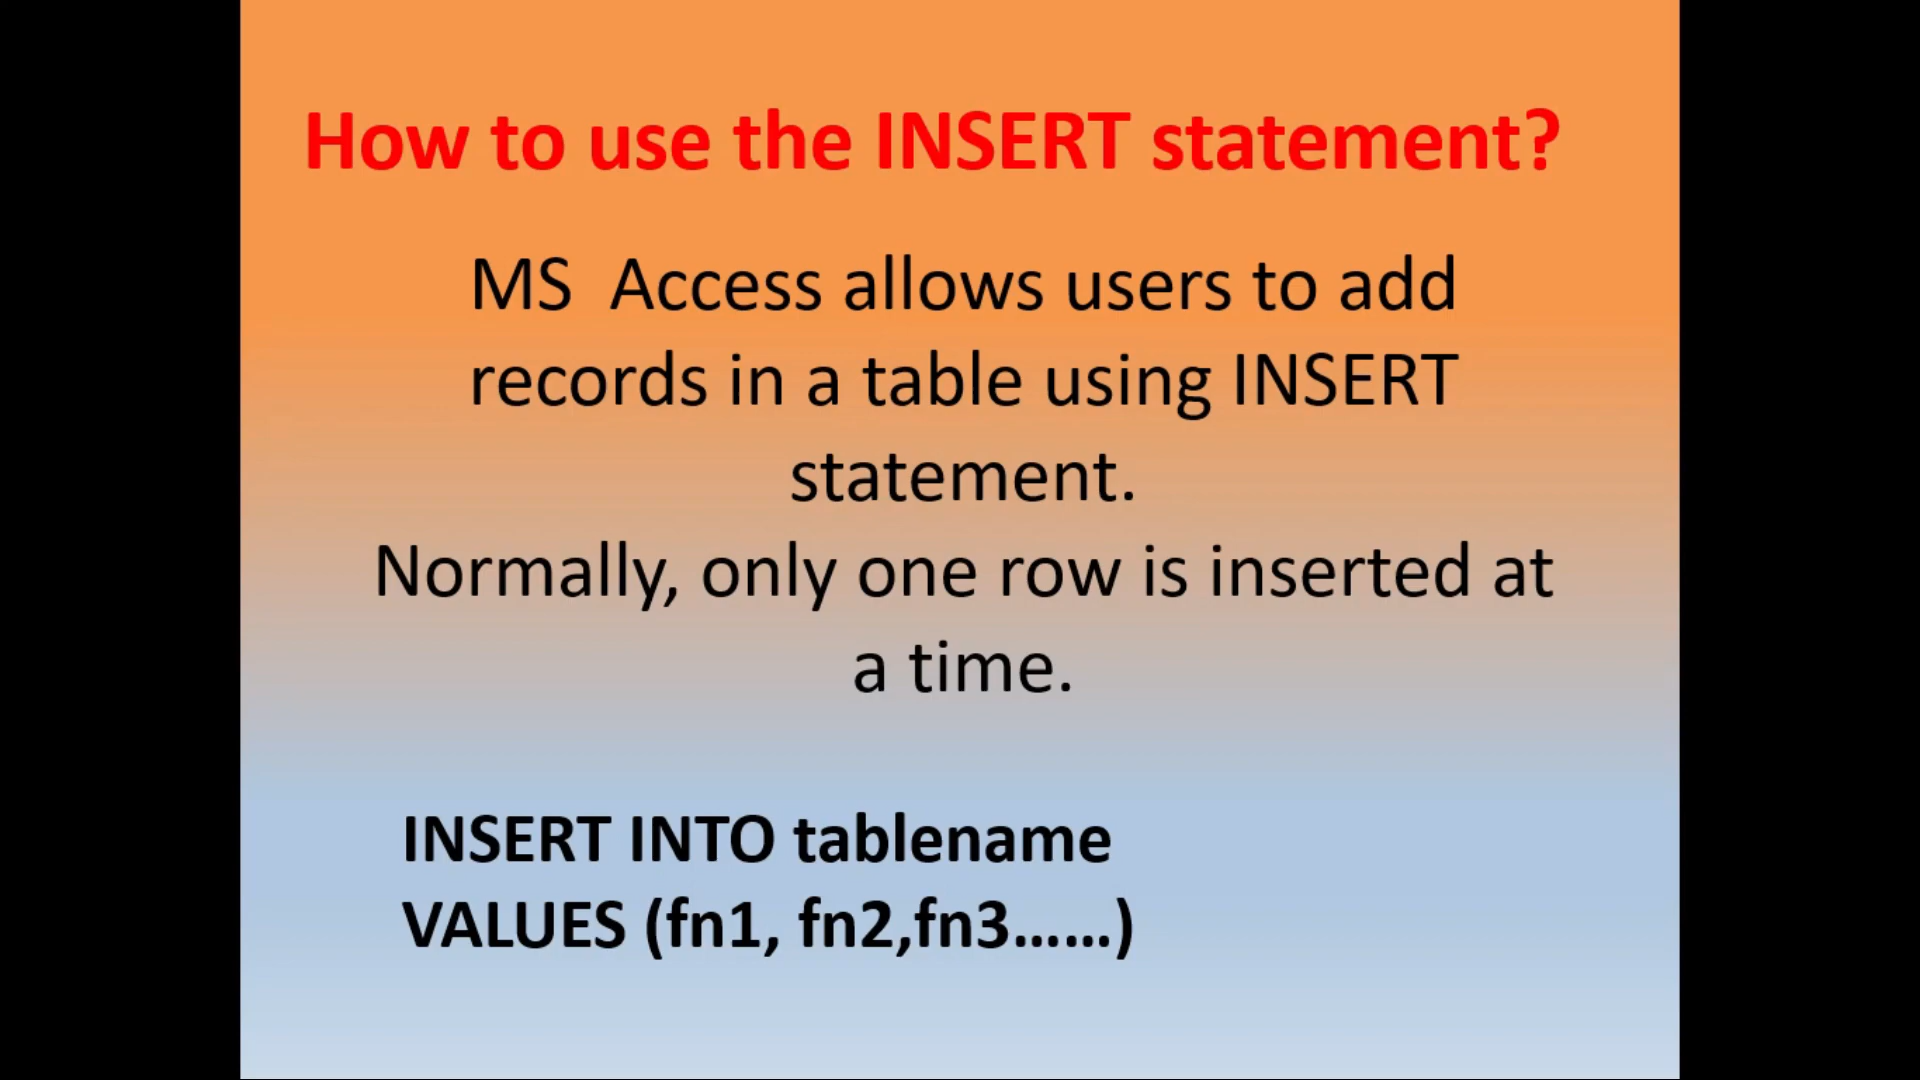 How to use the INSERT statement?
MS  Access allows users to add
records in a table using INSERT
statement.
Normally, only one row is inserted at
a time.
INSERT INTO tablename
VALUES (fn1, fn2,fn3……)